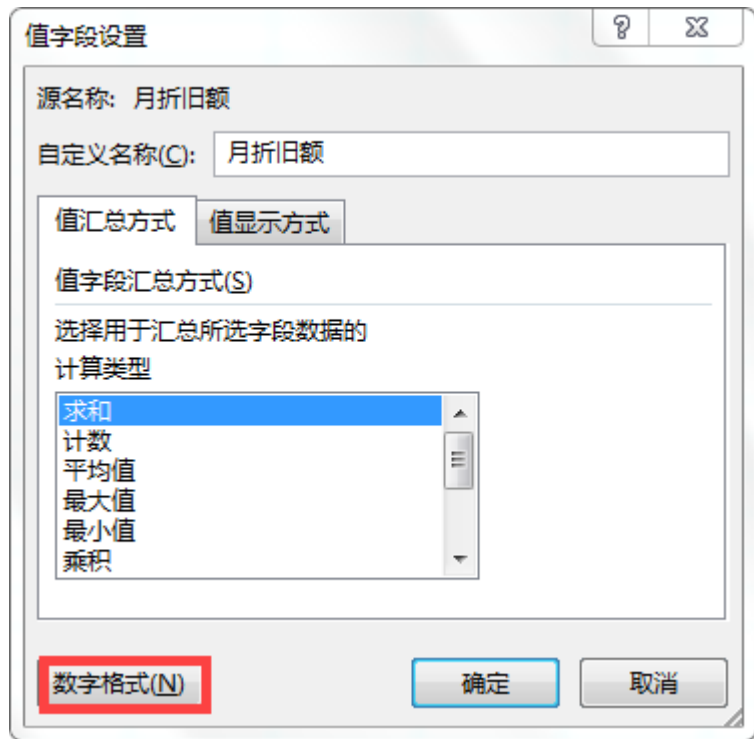 值字段设置
源名称: 月折旧额
自定义名称(C): 月折旧额
值汇总方式 值显示方式
值字段汇总方式(S)
选择用于汇总所选字段数据的
计算类型
求和
计数
平均值
最大值
最小值
乘积
数字格式(N) 确定 取消